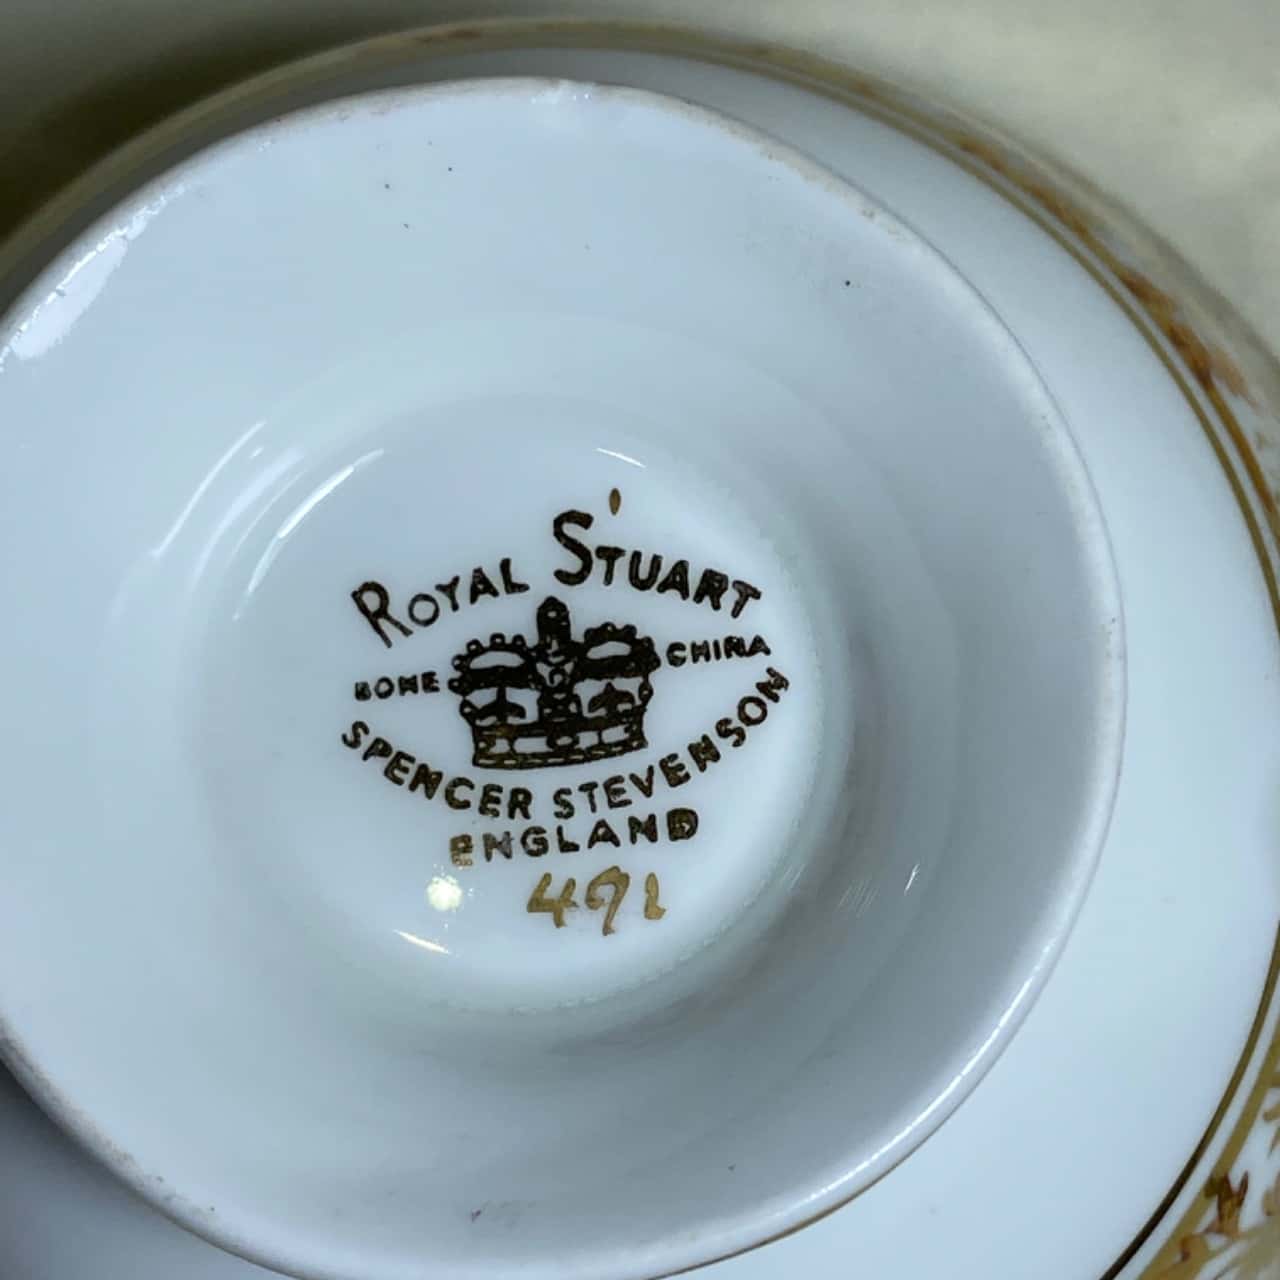 ROYAL STUART
BONE CHINA
SPENCER STEVENSON
ENGLAND
491